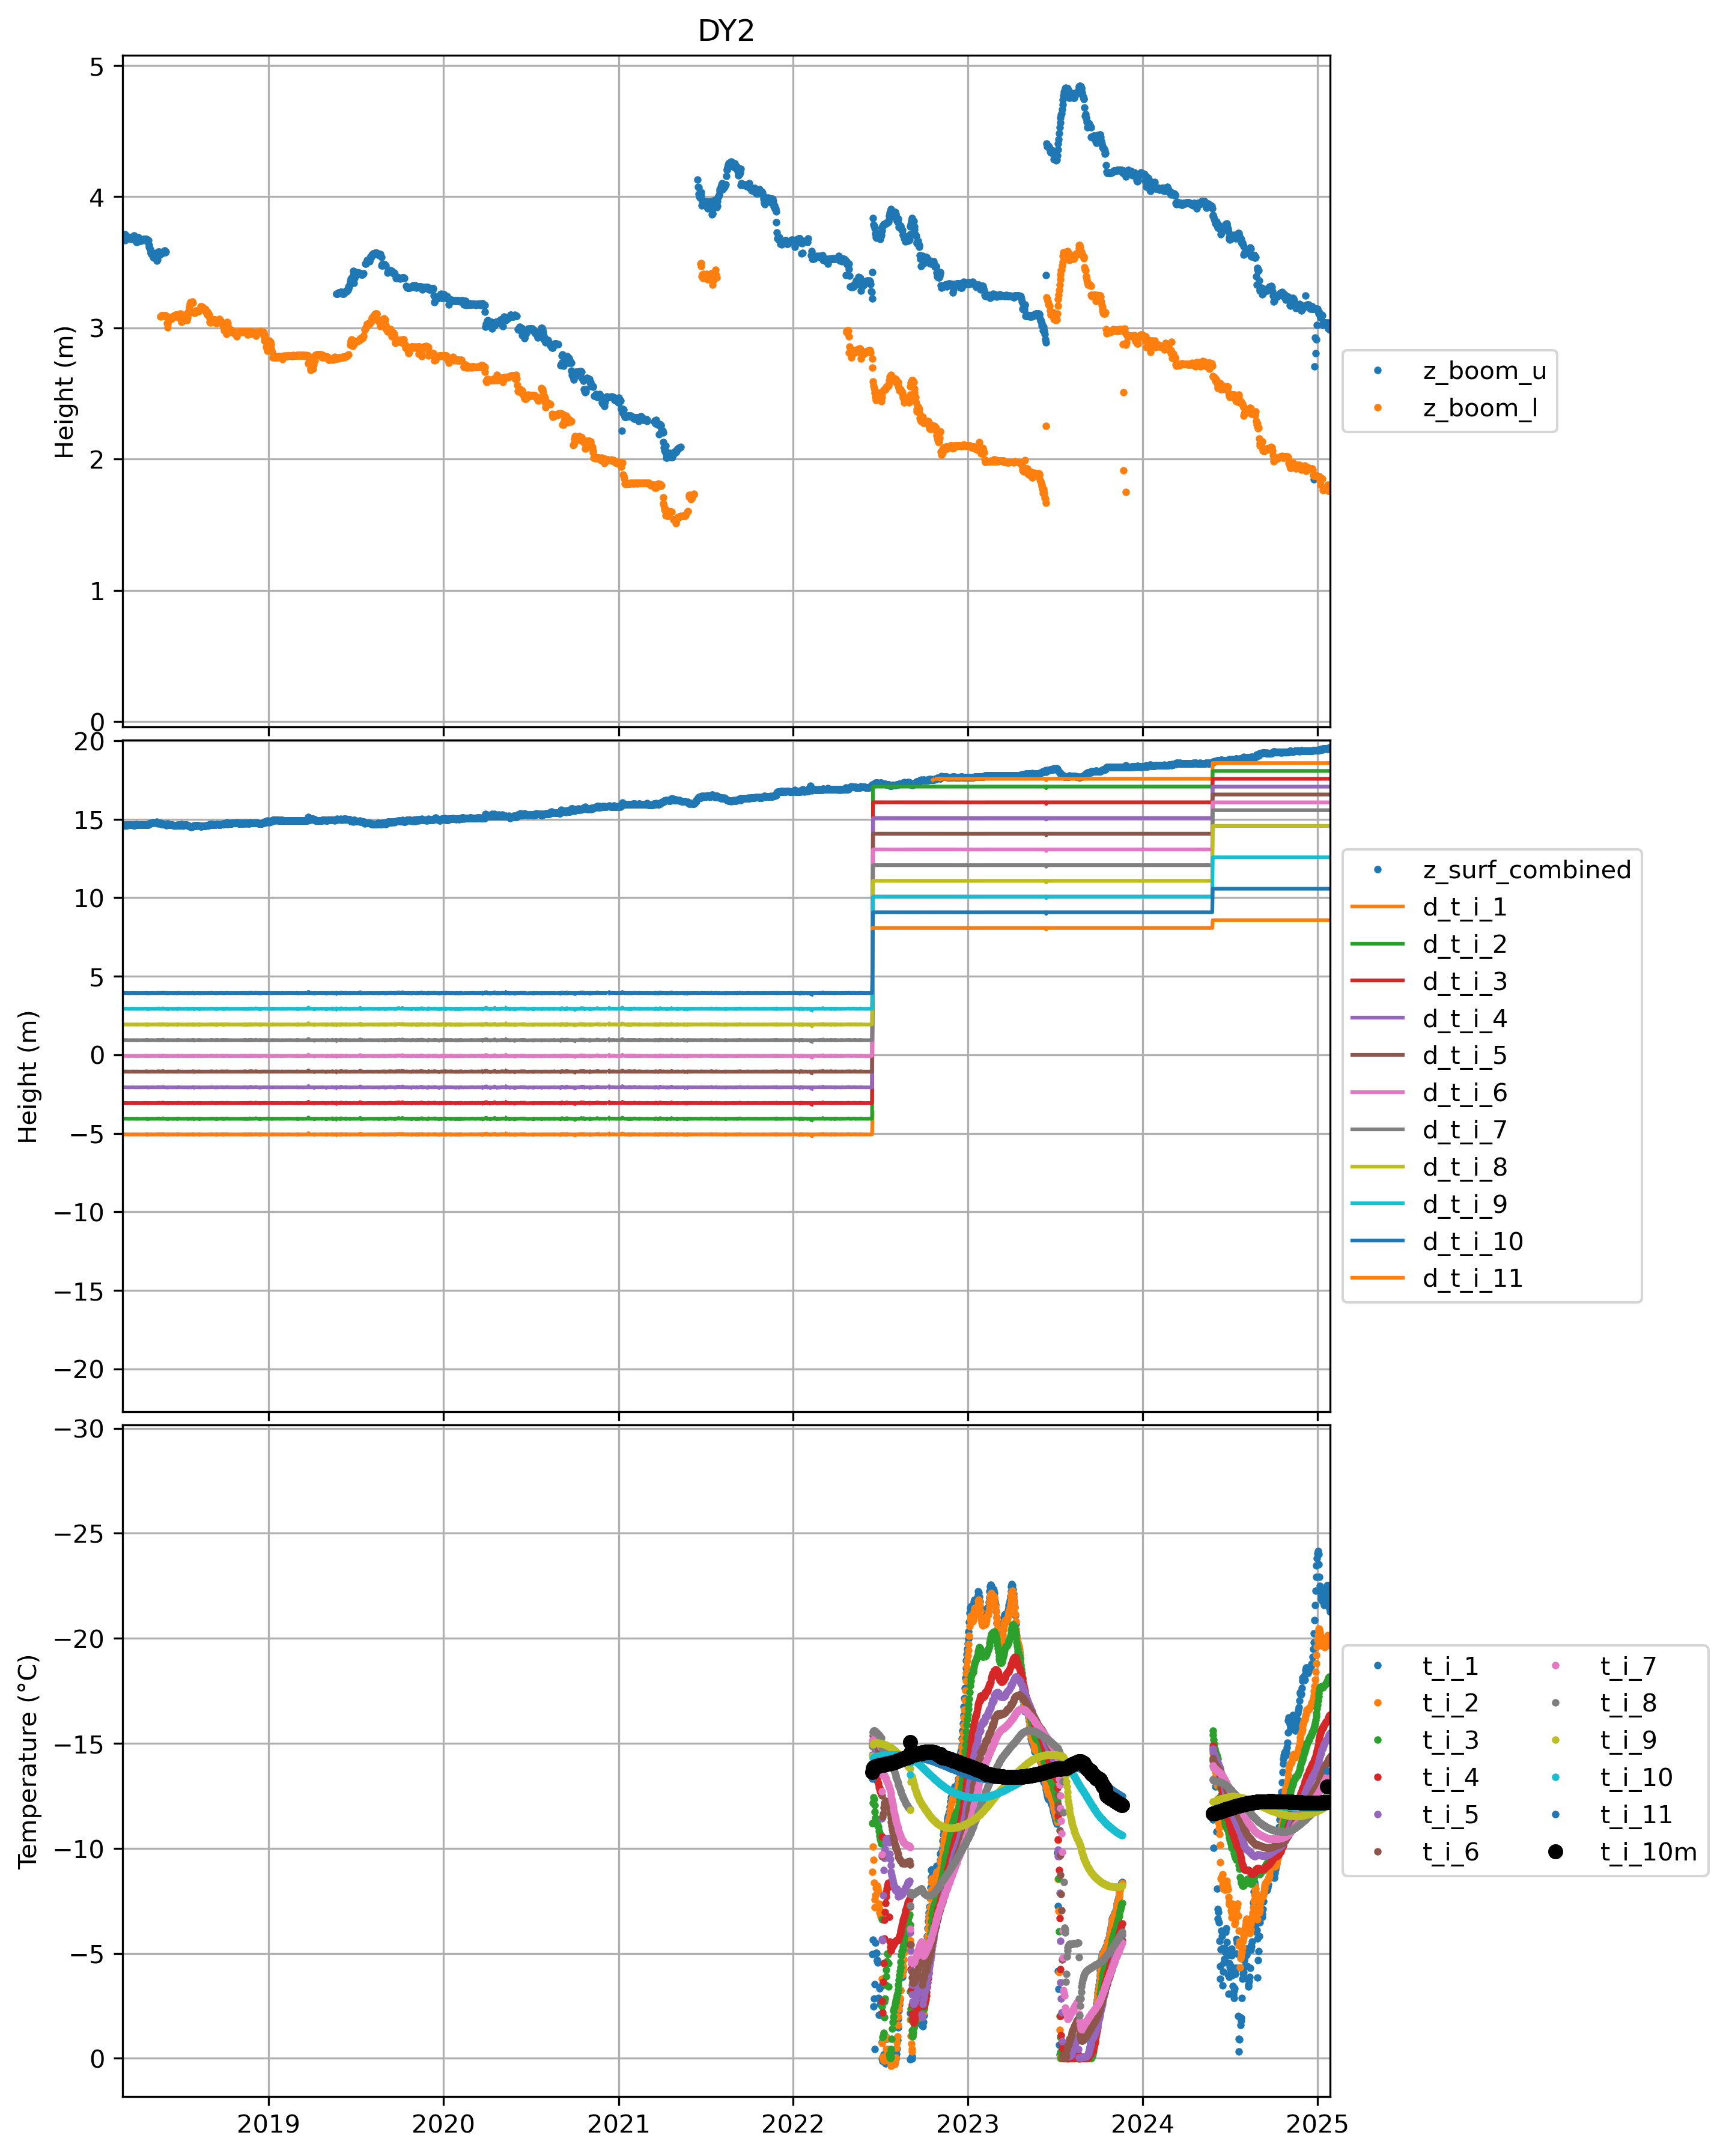 DY2
5
4
3
2
1
0
Height (m)
z_boom_u
z_boom_l
20
15
10
5
0
−5
−10
−15
−20
Height (m)
z_surf_combined
d_t_i_1
d_t_i_2
d_t_i_3
d_t_i_4
d_t_i_5
d_t_i_6
d_t_i_7
d_t_i_8
d_t_i_9
d_t_i_10
d_t_i_11
−30
−25
−20
−15
−10
−5
0
Temperature (°C)
t_i_1
t_i_2
t_i_3
t_i_4
t_i_5
t_i_6
t_i_7
t_i_8
t_i_9
t_i_10
t_i_11
t_i_10m
2019 2020 2021 2022 2023 2024 2025